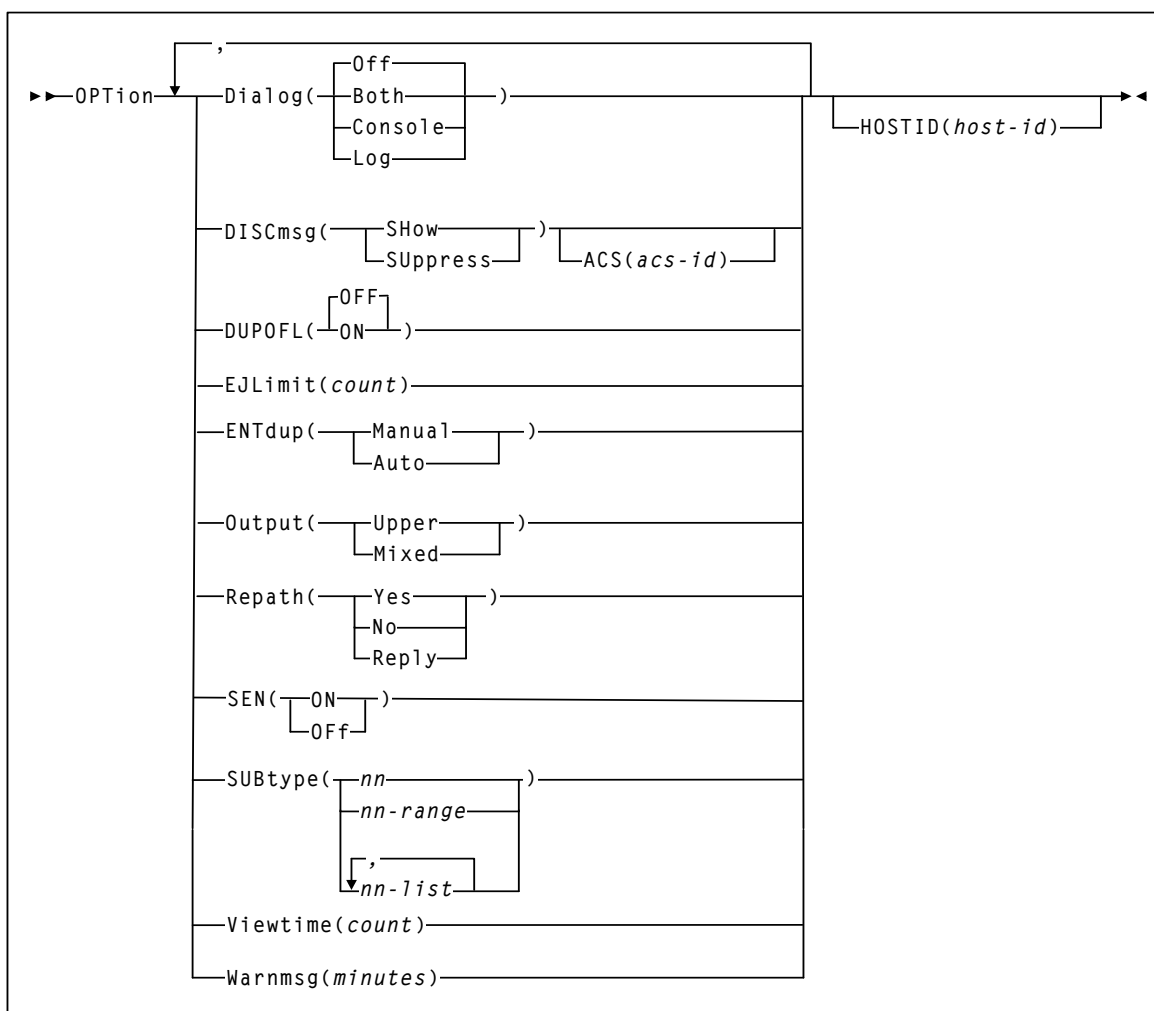 ,
Off
OPTion Dialog( Both )
Console
Log
HOSTID(host-id)
DISCmsg( SHow )
SUppress
ACS(acs-id)
OFF
DUPOFL( ON )
EJLimit(count)
ENTdup( Manual )
Auto
Output( Upper )
Mixed
Repath( Yes )
No
Reply
SEN( ON )
OFf
SUBtype( nn )
nn-range
,
nn-list
Viewtime(count)
Warnmsg(minutes)